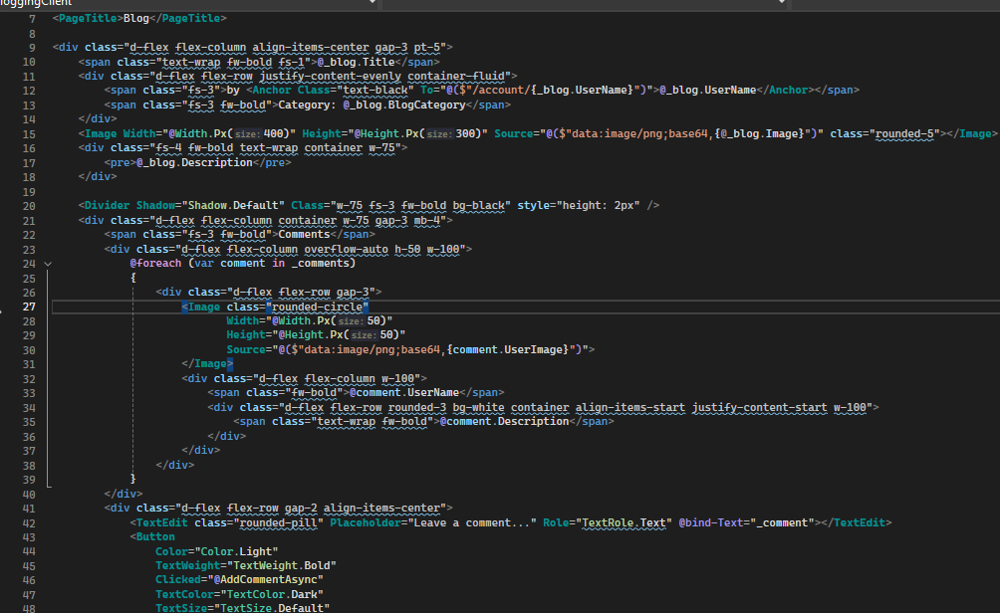 loggingClient
7 <PageTitle>Blog</PageTitle>
8
9 <div class="d-flex flex-column align-items-center gap-3 pt-5">
10 <span class="text-wrap fw-bold fs-1">@_blog.Title</span>
11 <div class="d-flex flex-row justify-content-evenly container-fluid">
12 <span class="fs-3">by <Anchor Class="text-black" To="@($"/account/{_blog.UserName}")">@_blog.UserName</Anchor></span>
13 <span class="fs-3 fw-bold">Category: @_blog.BlogCategory</span>
14 </div>
15 <Image Width="@Width.Px(size: 400)" Height="@Height.Px(size: 300)" Source="@($"data:image/png;base64,{@_blog.Image}")" class="rounded-5"></Image>
16 <div class="fs-4 fw-bold text-wrap container w-75">
17 <pre>@_blog.Description</pre>
18 </div>
19
20 <Divider Shadow="Shadow.Default" Class="w-75 fs-3 fw-bold bg-black" style="height: 2px" />
21 <div class="d-flex flex-column container w-75 gap-3 mb-4">
22 <span class="fs-3 fw-bold">Comments</span>
23 <div class="d-flex flex-column overflow-auto h-50 w-100">
24 @foreach (var comment in _comments)
25 {
26 <div class="d-flex flex-row gap-3">
27 <Image class="rounded-circle"
28 Width="@Width.Px(size: 50)"
29 Height="@Height.Px(size: 50)"
30 Source="@($"data:image/png;base64,{comment.UserImage}")">
31 </Image>
32 <div class="d-flex flex-column w-100">
33 <span class="fw-bold">@comment.UserName</span>
34 <div class="d-flex flex-row rounded-3 bg-white container align-items-start justify-content-start w-100">
35 <span class="text-wrap fw-bold">@comment.Description</span>
36 </div>
37 </div>
38 </div>
39 }
40 </div>
41 <div class="d-flex flex-row gap-2 align-items-center">
42 <TextEdit class="rounded-pill" Placeholder="Leave a comment..." Role="TextRole.Text" @bind-Text="_comment"></TextEdit>
43 <Button
44 Color="Color.Light"
45 TextWeight="TextWeight.Bold"
46 Clicked="@AddCommentAsync"
47 TextColor="TextColor.Dark"
48 TextSize="TextSize.Default"